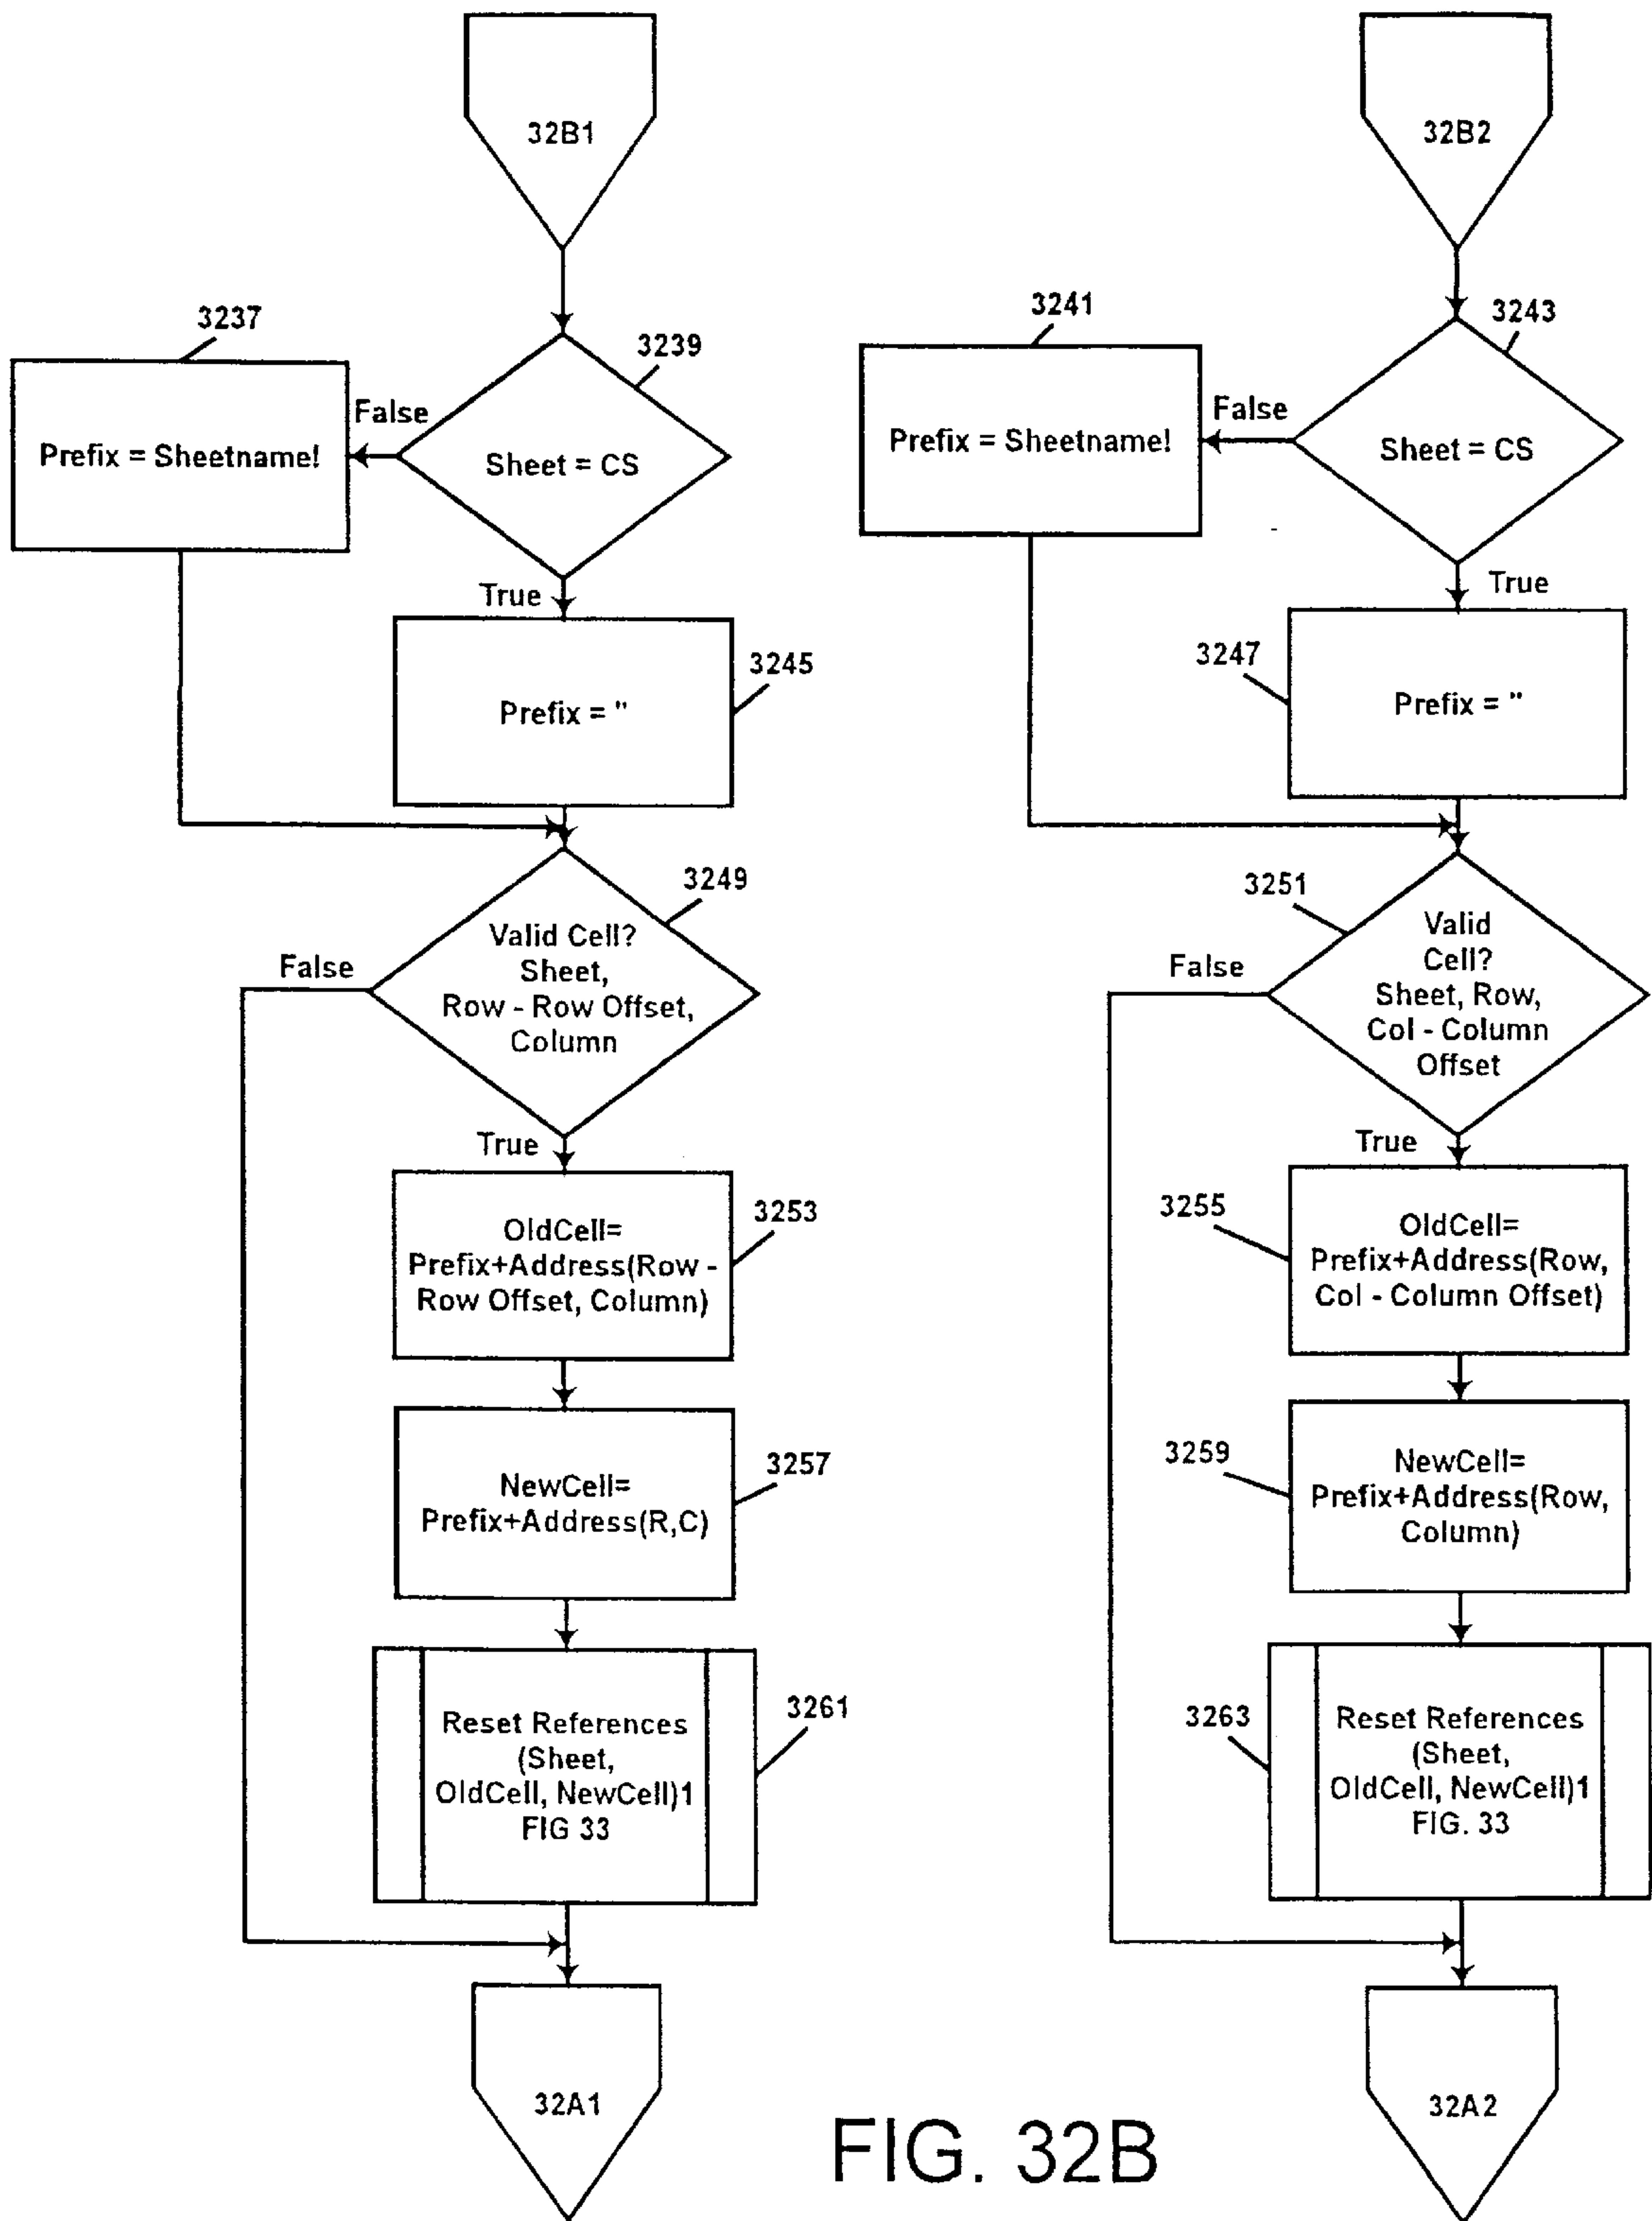 32B1
3237
3239
False
Prefix = Sheetname!
Sheet = CS
True
3245
Prefix = "
3249
Valid Cell?
Sheet,
Row - Row Offset,
Column
False
True
3253
OldCell=
Prefix+Address(Row -
Row Offset, Column)
3257
NewCell=
Prefix+Address(R,C)
3261
Reset References
(Sheet,
OldCell, NewCell)1
FIG 33
32A1
32B2
3241
3243
False
Prefix = Sheetname!
Sheet = CS
True
3247
Prefix = "
3251
Valid
Cell?
Sheet, Row,
Col - Column
Offset
False
True
3255
OldCell=
Prefix+Address(Row,
Col - Column Offset)
3259
NewCell=
Prefix+Address(Row,
Column)
3263
Reset References
(Sheet,
OldCell, NewCell)1
FIG. 33
32A2
FIG. 32B